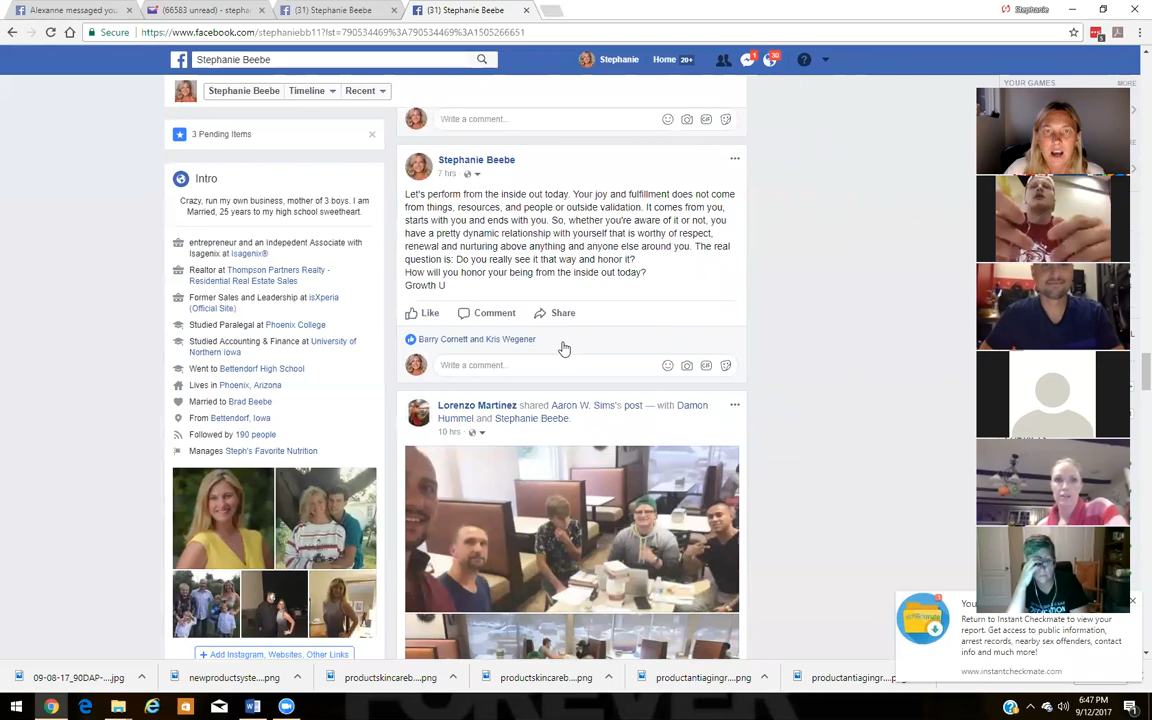 Alexanne messaged you
(66583 unread) - stepha
(31) Stephanie Beebe
(31) Stephanie Beebe
Stephanie
Secure
https://www.facebook.com/stephaniebb11?lst=790534469%3A790534469%3A1505266651
Stephanie Beebe
Stephanie
Home 20+
1
30
Stephanie Beebe
Timeline
Recent
YOUR GAMES
MORE
3 Pending Items
Intro
Crazy, run my own business, mother of 3 boys. I am
Married, 25 years to my high school sweetheart.
entrepreneur and an Indepedent Associate with
Isagenix at Isagenix®
Realtor at Thompson Partners Realty -
Residential Real Estate Sales
Former Sales and Leadership at isXperia
(Official Site)
Studied Paralegal at Phoenix College
Studied Accounting & Finance at University of
Northern Iowa
Went to Bettendorf High School
Lives in Phoenix, Arizona
Married to Brad Beebe
From Bettendorf, Iowa
Followed by 190 people
Manages Steph's Favorite Nutrition
+ Add Instagram, Websites, Other Links
Write a comment...
Stephanie Beebe
7 hrs
Let's perform from the inside out today. Your joy and fulfillment does not come
from things, resources, and people or outside validation. It comes from you,
starts with you and ends with you. So, whether you're aware of it or not, you
have a pretty dynamic relationship with yourself that is worthy of respect,
renewal and nurturing above anything and anyone else around you. The real
question is: Do you really see it that way and honor it?
How will you honor your being from the inside out today?
Growth U
Like
Comment
Share
Barry Cornett and Kris Wegener
Write a comment...
Lorenzo Martinez shared Aaron W. Sims's post — with Damon
Hummel and Stephanie Beebe.
10 hrs
You
Return to Instant Checkmate to view your
report. Get access to public information,
arrest records, nearby sex offenders, contact
info and much more!
www.instantcheckmate.com
09-08-17_90DAP-....jpg
newproductsyste....png
productskincareb....png
productskincareb....png
productantiagingr....png
productantiagingr....pn
FOREVER
6:47 PM
9/12/2017